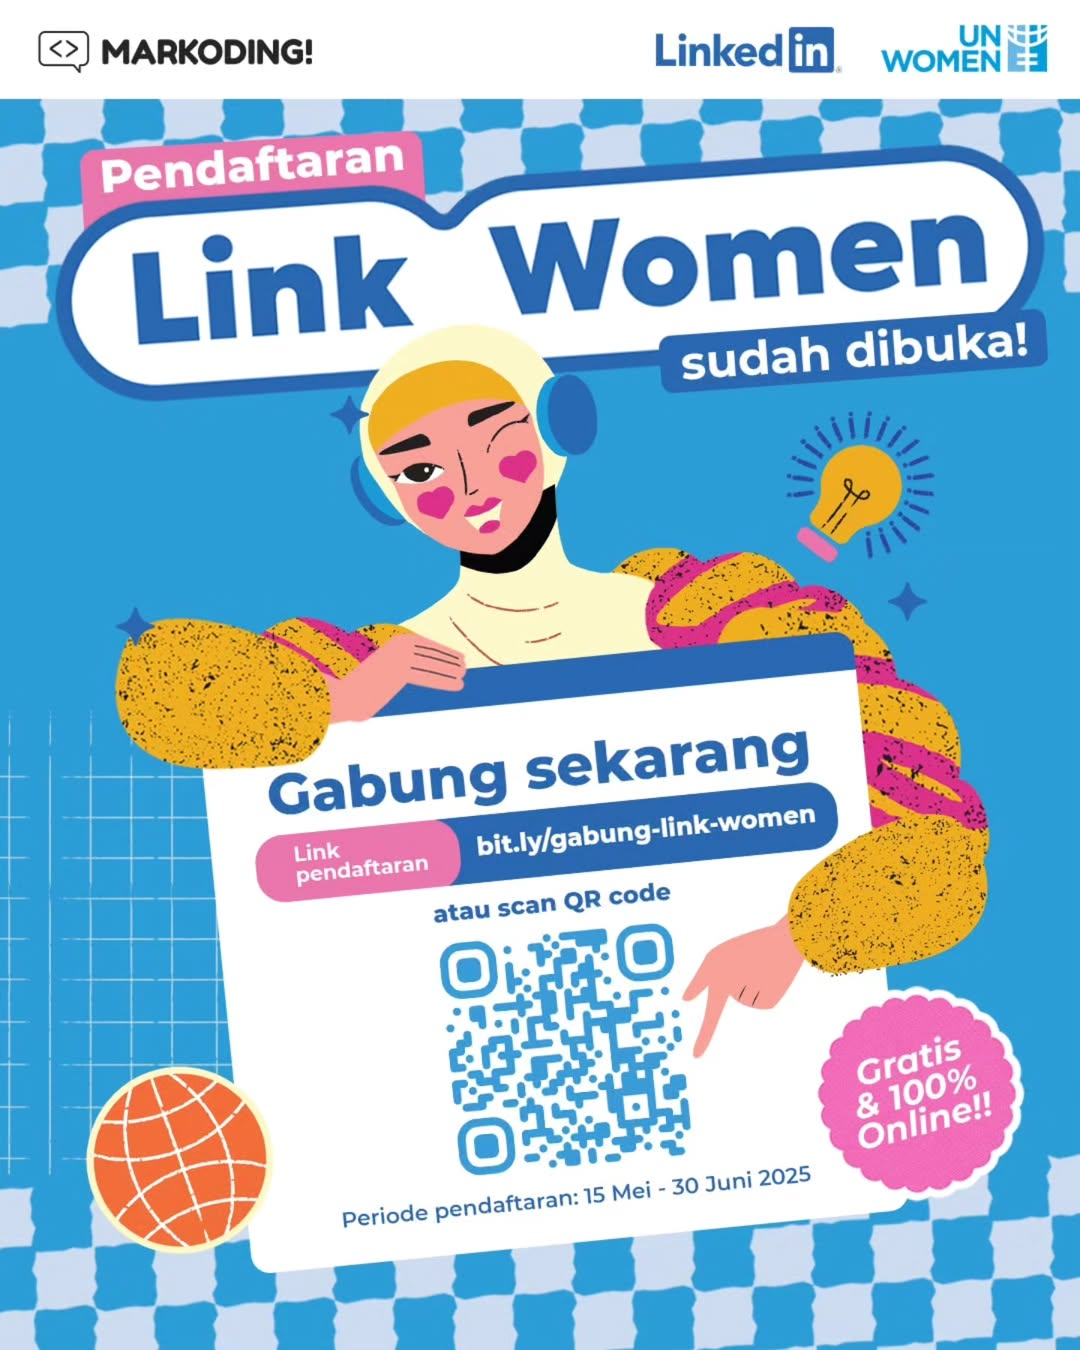 MARKODING!
LinkedIn
UN
WOMEN
Pendaftaran
Link Women
sudah dibuka!
Gabung sekarang
Link
pendaftaran
bit.ly/gabung-link-women
atau scan QR code
Periode pendaftaran: 15 Mei - 30 Juni 2025
Gratis
& 100%
Online!!